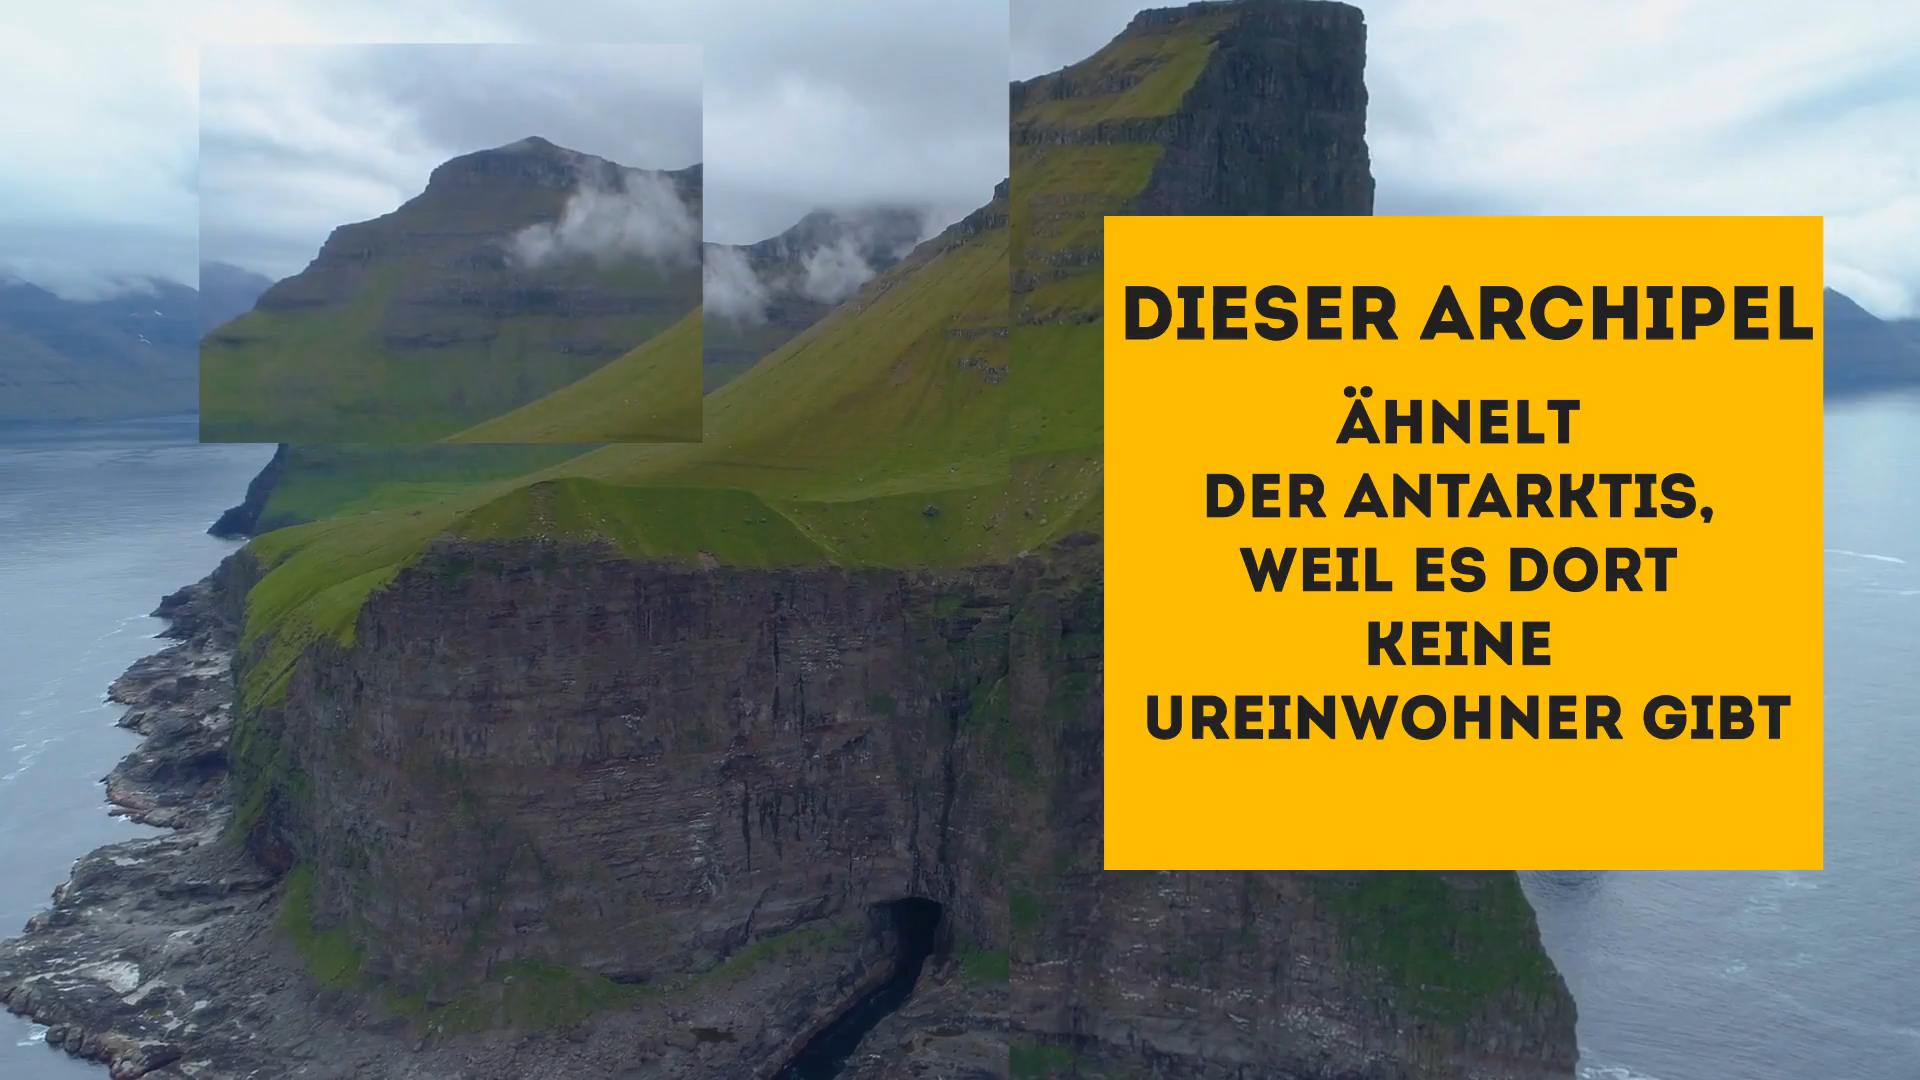 DIESER ARCHIPEL
ÄHNELT
DER ANTARKTIS,
WEIL ES DORT
KEINE
UREINWOHNER GIBT